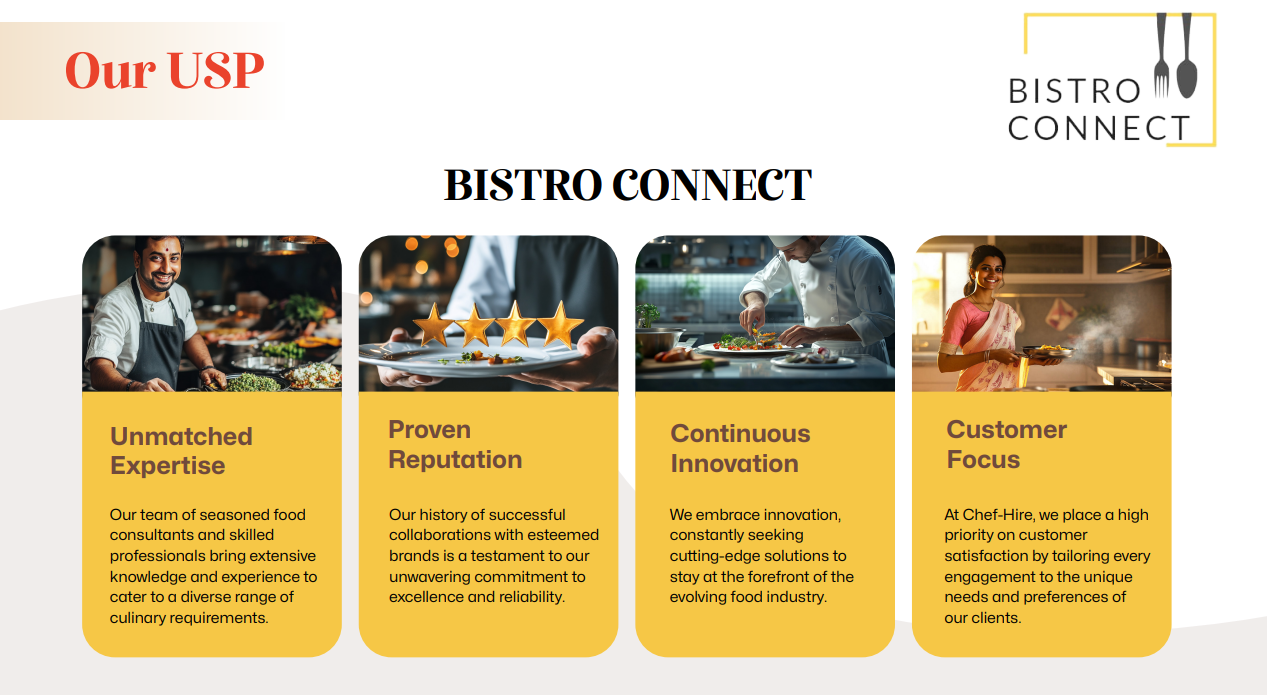 Our USP
BISTRO
CONNECT
BISTRO CONNECT
Unmatched
Expertise
Our team of seasoned food
consultants and skilled
professionals bring extensive
knowledge and experience to
cater to a diverse range of
culinary requirements.
Proven
Reputation
Our history of successful
collaborations with esteemed
brands is a testament to our
unwavering commitment to
excellence and reliability.
Continuous
Innovation
We embrace innovation,
constantly seeking
cutting-edge solutions to
stay at the forefront of the
evolving food industry.
Customer
Focus
At Chef-Hire, we place a high
priority on customer
satisfaction by tailoring every
engagement to the unique
needs and preferences of
our clients.